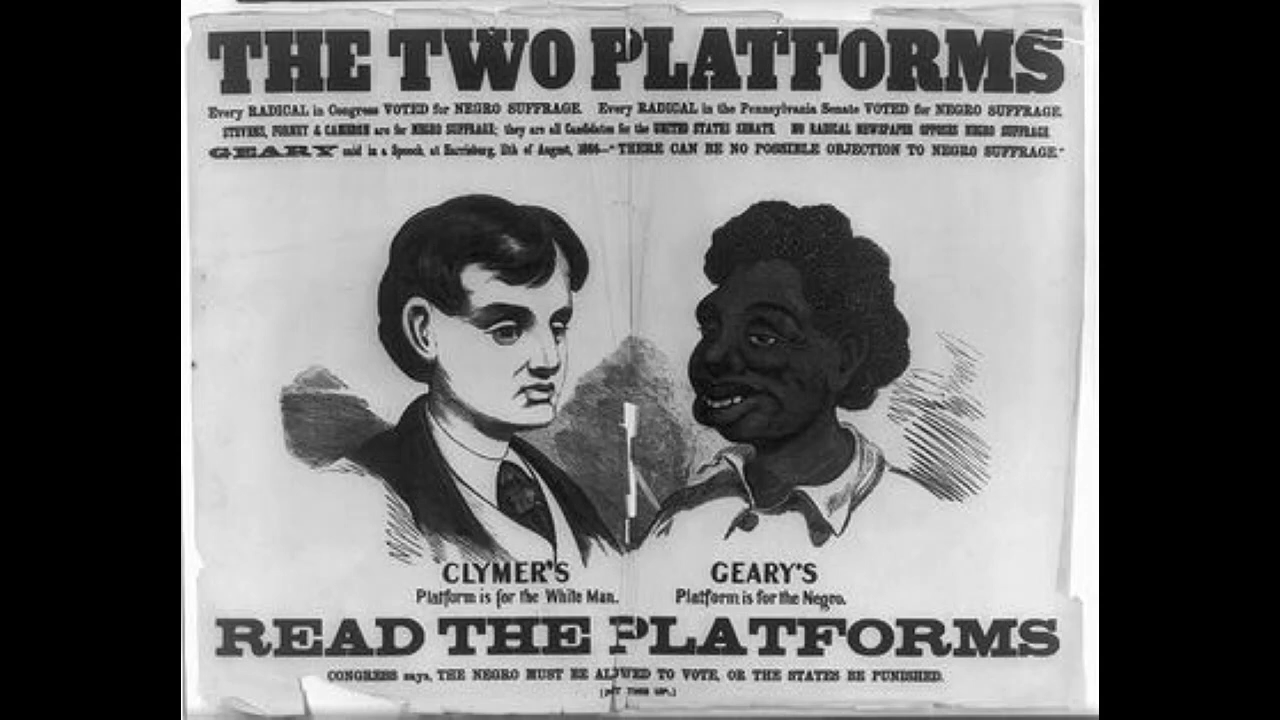 THE TWO PLATFORMS
Every RADICAL in Congress VOTED for NEGRO SUFFRAGE. Every RADICAL in the Pennsylvania Senate VOTED for NEGRO SUFFRAGE.
STEVENS, FORNEY & CAMERON are for NEGRO SUFFRAGE; they are all Candidates for the UNITED STATES SENATE. NO RADICAL NEWSPAPER OPPOSES NEGRO SUFFRAGE.
GEARY said in a Speech, at Harrisburg, 11th of August, 1866—"THERE CAN BE NO POSSIBLE OBJECTION TO NEGRO SUFFRAGE."
CLYMER'S
Platform is for the White Man.
GEARY'S
Platform is for the Negro.
READ THE PLATFORMS
CONGRESS says, THE NEGRO MUST BE ALLOWED TO VOTE, OR THE STATES BE PUNISHED.